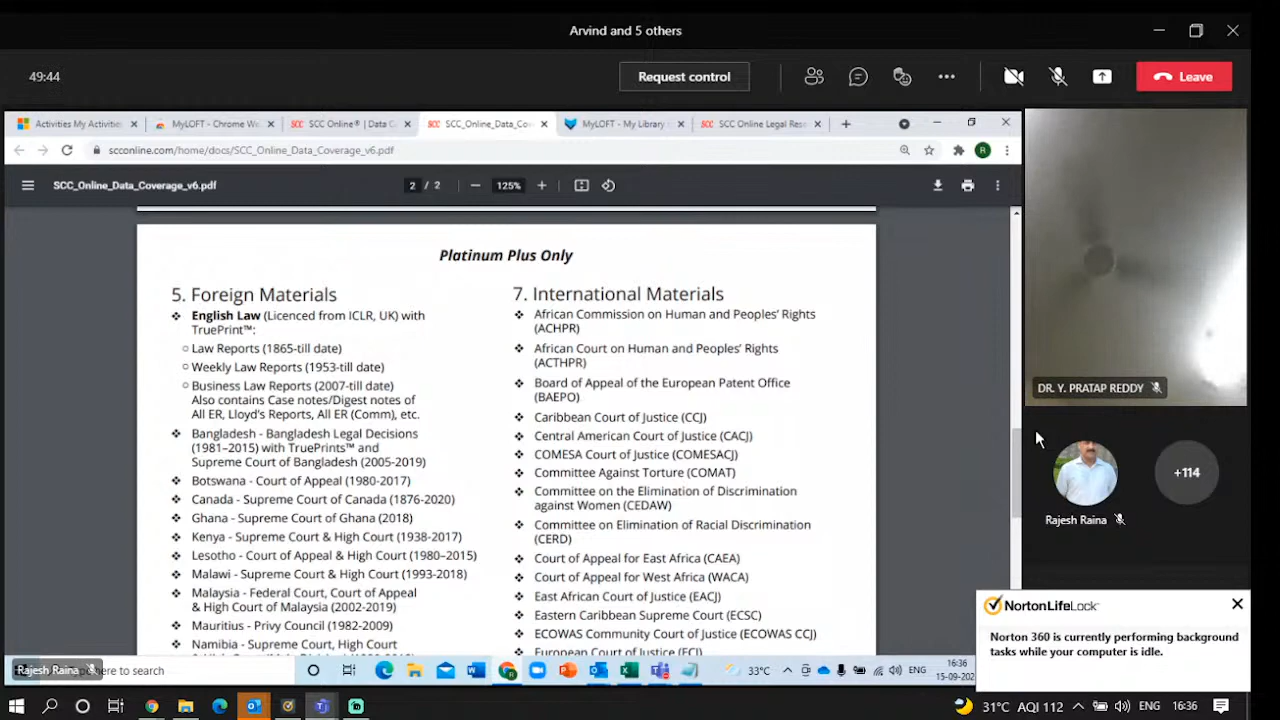 Arvind and 5 others
49:44
Request control
Leave
Activities My Activitie
MyLOFT - Chrome We
SCC Online® | Data C
SCC_Online_Data_Co
MyLOFT - My Library
SCC Online Legal Res
scconline.com/home/docs/SCC_Online_Data_Coverage_v6.pdf
R
SCC_Online_Data_Coverage_v6.pdf
2 / 2
125%
Platinum Plus Only
5. Foreign Materials
English Law (Licenced from ICLR, UK) with
TruePrint™:
Law Reports (1865-till date)
Weekly Law Reports (1953-till date)
Business Law Reports (2007-till date)
Also contains Case notes/Digest notes of
All ER, Lloyd's Reports, All ER (Comm), etc.
Bangladesh - Bangladesh Legal Decisions
(1981–2015) with TruePrints™ and
Supreme Court of Bangladesh (2005-2019)
Botswana - Court of Appeal (1980-2017)
Canada - Supreme Court of Canada (1876-2020)
Ghana - Supreme Court of Ghana (2018)
Kenya - Supreme Court & High Court (1938-2017)
Lesotho - Court of Appeal & High Court (1980–2015)
Malawi - Supreme Court & High Court (1993-2018)
Malaysia - Federal Court, Court of Appeal
& High Court of Malaysia (2002-2019)
Mauritius - Privy Council (1982-2009)
Namibia - Supreme Court, High Court
7. International Materials
African Commission on Human and Peoples' Rights
(ACHPR)
African Court on Human and Peoples' Rights
(ACTHPR)
Board of Appeal of the European Patent Office
(BAEPO)
Caribbean Court of Justice (CCJ)
Central American Court of Justice (CACJ)
COMESA Court of Justice (COMESACJ)
Committee Against Torture (COMAT)
Committee on the Elimination of Discrimination
against Women (CEDAW)
Committee on Elimination of Racial Discrimination
(CERD)
Court of Appeal for East Africa (CAEA)
Court of Appeal for West Africa (WACA)
East African Court of Justice (EACJ)
Eastern Caribbean Supreme Court (ECSC)
ECOWAS Community Court of Justice (ECOWAS CCJ)
European Court of Justice (ECJ)
DR. Y. PRATAP REDDY
Rajesh Raina
+114
NortonLifeLock
Norton 360 is currently performing background
tasks while your computer is idle.
Rajesh Raina
here to search
33°C
ENG
16:36
15-09-202
31°C AQI 112
ENG
16:36